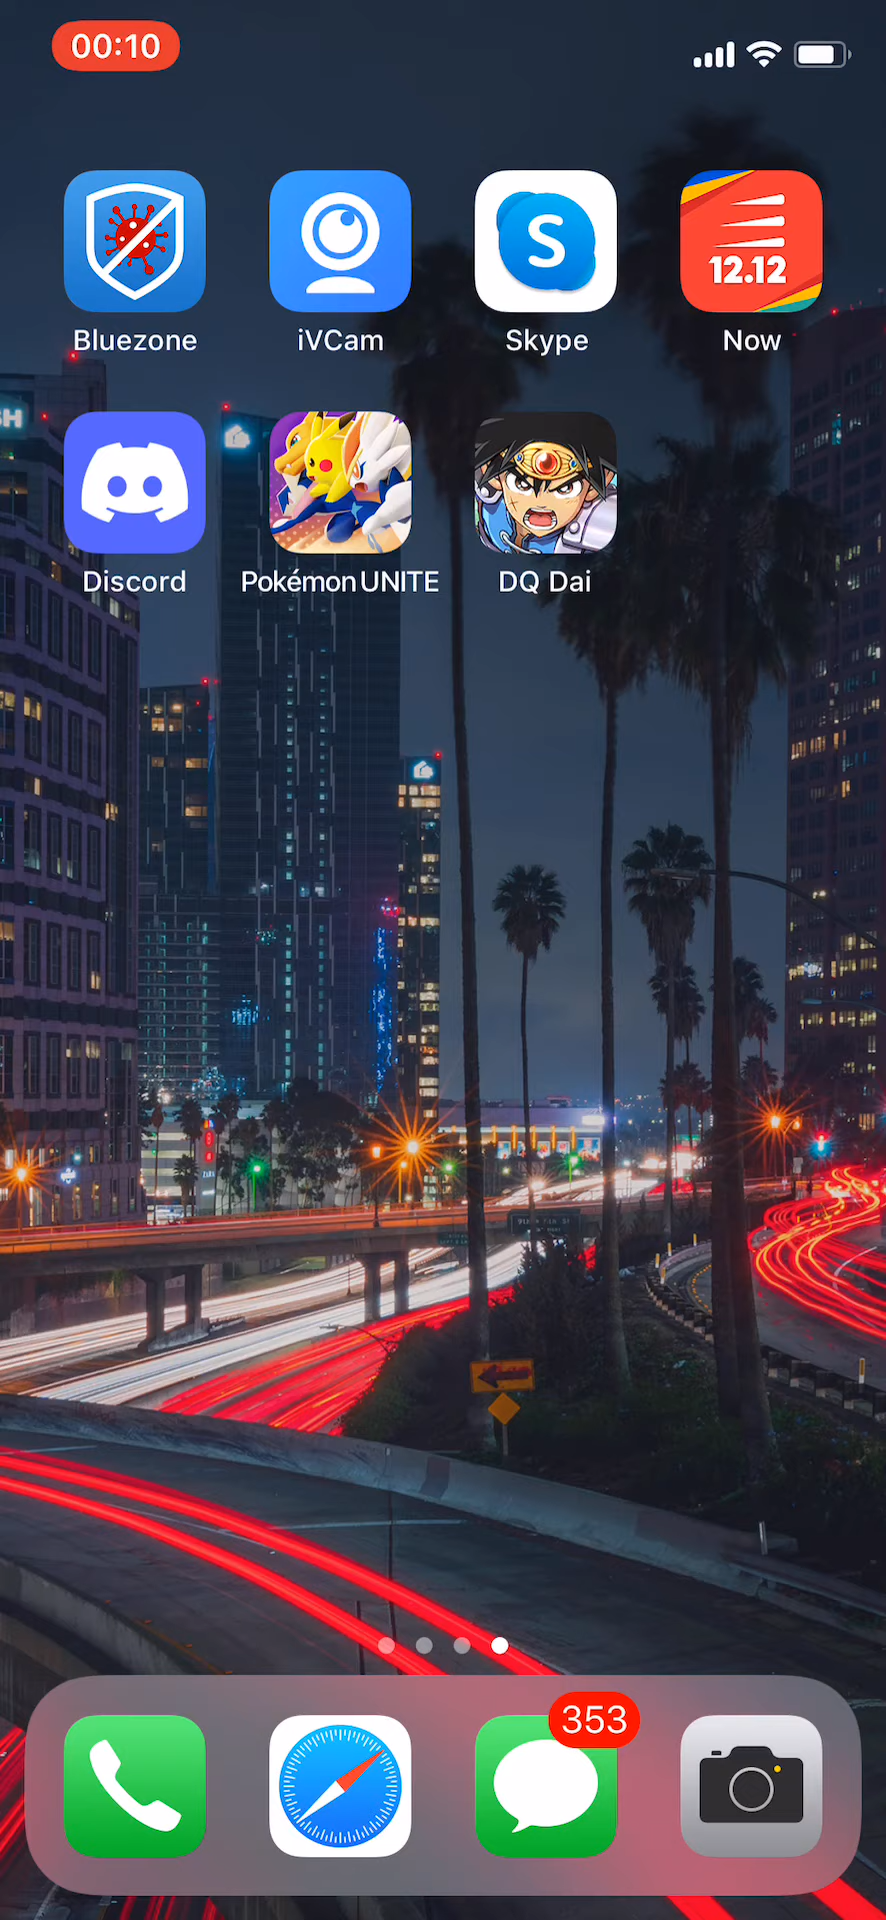 00:10
12.12
Bluezone
iVCam
Skype
Now
Discord
Pokémon UNITE
DQ Dai
353